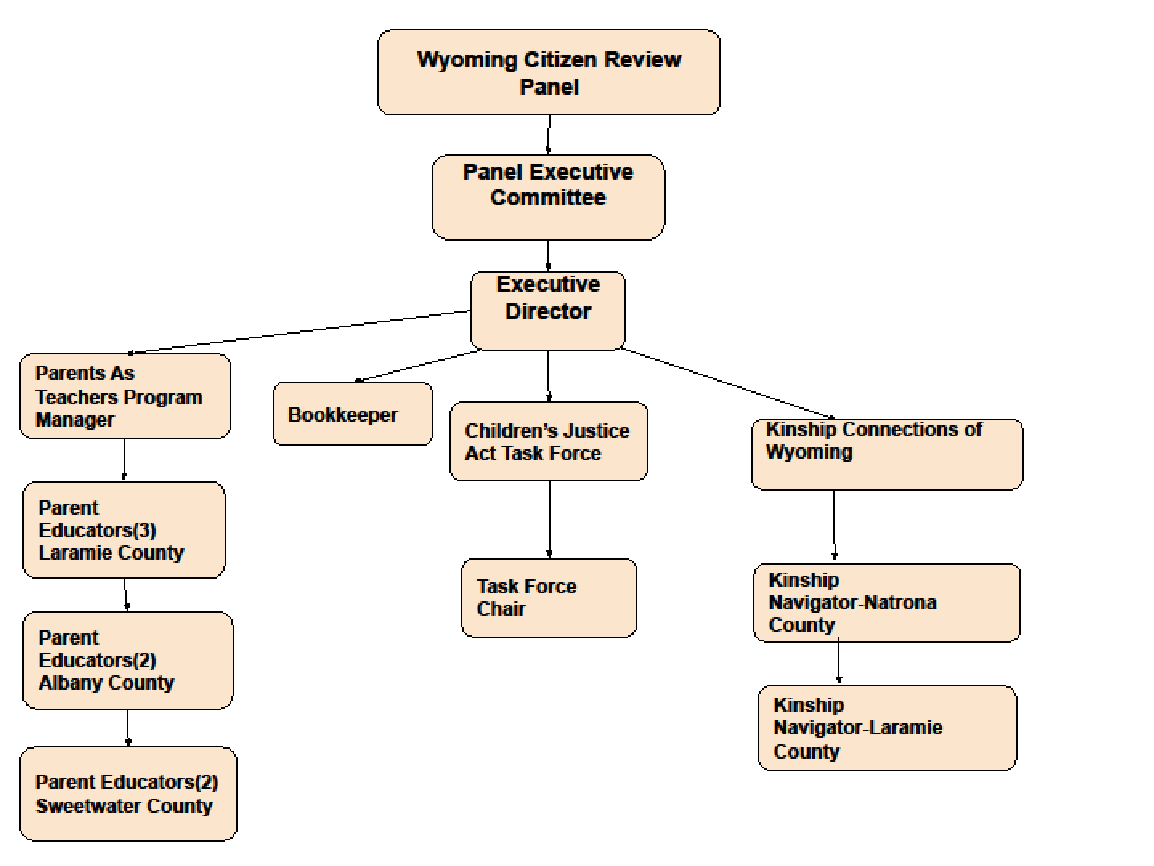 Wyoming Citizen Review
Panel
Panel Executive
Committee
Executive
Director
Parents As
Teachers Program
Manager
Bookkeeper
Children’s Justice
Act Task Force
Kinship Connections of
Wyoming
Parent
Educators(3)
Laramie County
Task Force
Chair
Kinship
Navigator-Natrona
County
Parent
Educators(2)
Albany County
Kinship
Navigator-Laramie
County
Parent Educators(2)
Sweetwater County